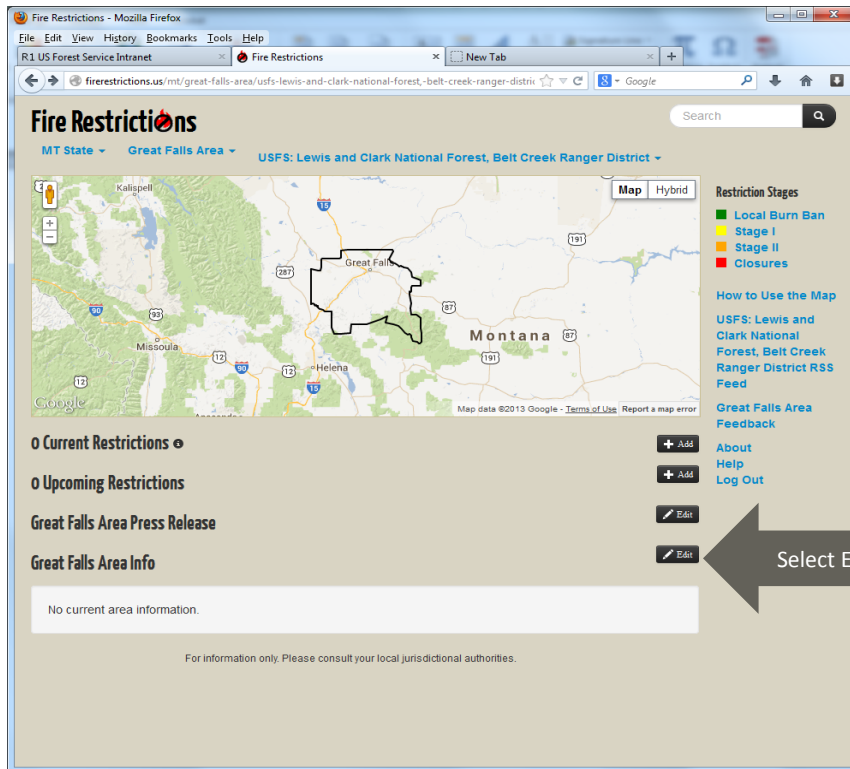 Fire Restrictions - Mozilla Firefox
File Edit View History Bookmarks Tools Help
R1 US Forest Service Intranet
Fire Restrictions
New Tab
firerestrictions.us/mt/great-falls-area/usfs-lewis-and-clark-national-forest,-belt-creek-ranger-distri
Google
Fire Restrictions
Search
MT State
Great Falls Area
USFS: Lewis and Clark National Forest, Belt Creek Ranger District
Kalispell
Map
Hybrid
15
191
Great Falls
287
87
90
93
Montana
87
Missoula
12
191
90
12
Helena
12
15
Google
Map data ©2013 Google - Terms of Use
Report a map error
Restriction Stages
Local Burn Ban
Stage I
Stage II
Closures
How to Use the Map
USFS: Lewis and
Clark National
Forest, Belt Creek
Ranger District RSS
Feed
Great Falls Area
Feedback
About
Help
Log Out
0 Current Restrictions
Add
0 Upcoming Restrictions
Add
Great Falls Area Press Release
Edit
Great Falls Area Info
Edit
Select E
No current area information.
For information only. Please consult your local jurisdictional authorities.